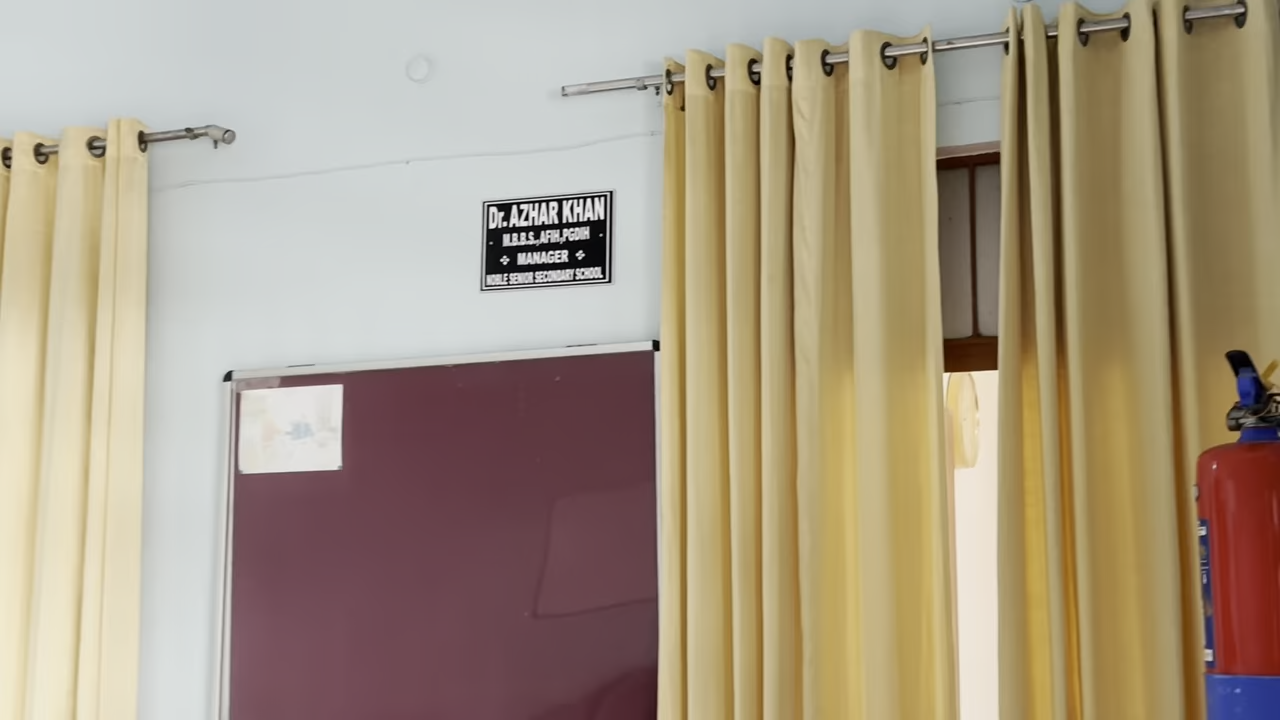 Dr. AZHAR KHAN
M.B.B.S., AFIH, PGDIH
MANAGER
NOBLE SENIOR SECONDARY SCHOOL